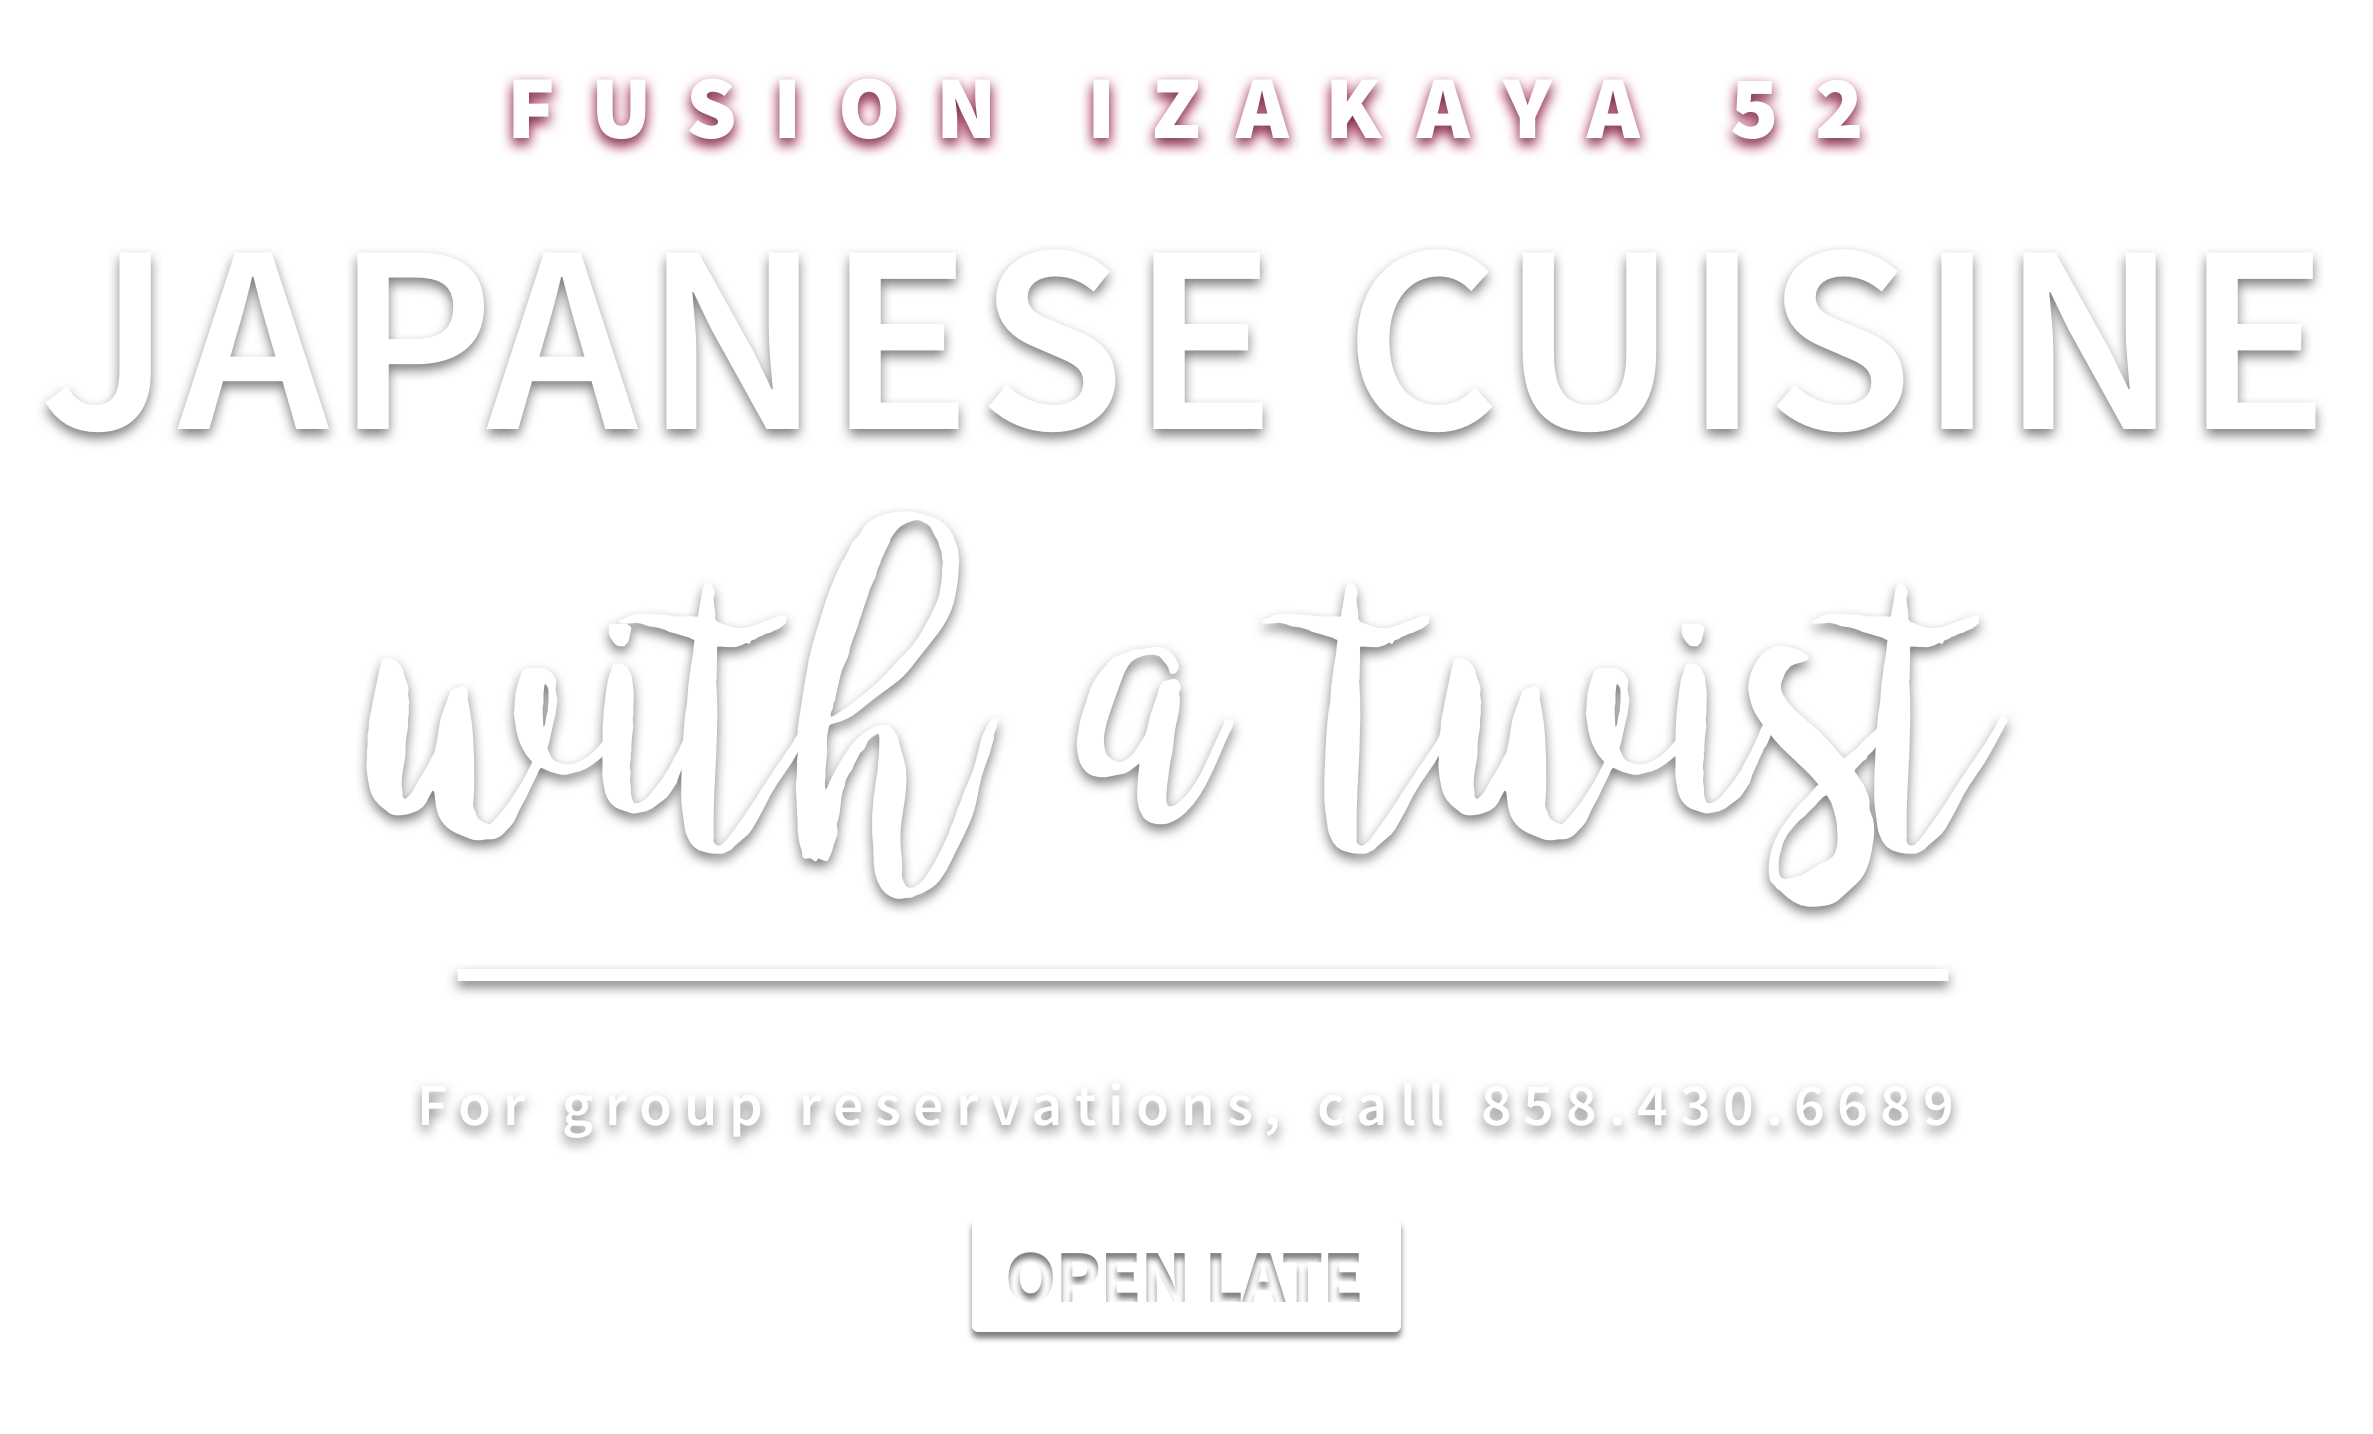 FUSION IZAKAYA 52
JAPANESE CUISINE
with a twist
For group reservations, call 858.430.6689
OPEN LATE